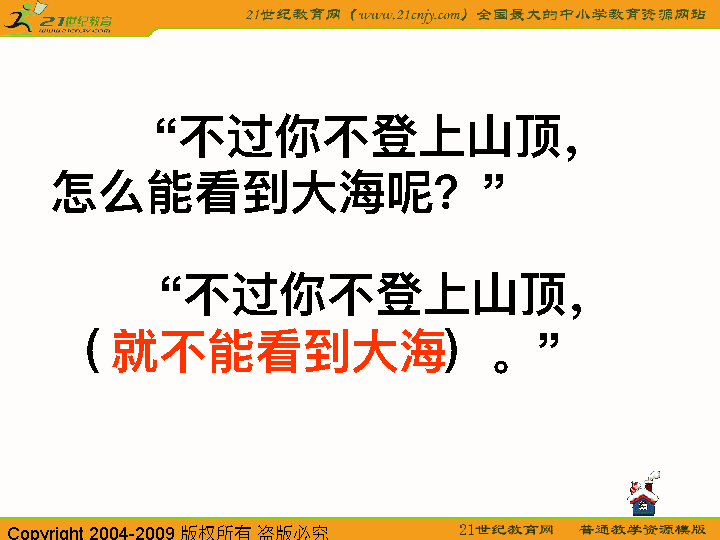 21世纪教育
www.21cnjy.com
21世纪教育网（www.21cnjy.com）全国最大的中小学教育资源网站
“不过你不登上山顶，
怎么能看到大海呢？”
“不过你不登上山顶，
（就不能看到大海）。”
Copyright 2004-2009 版权所有 盗版必究
21世纪教育网 普通教学资源模版